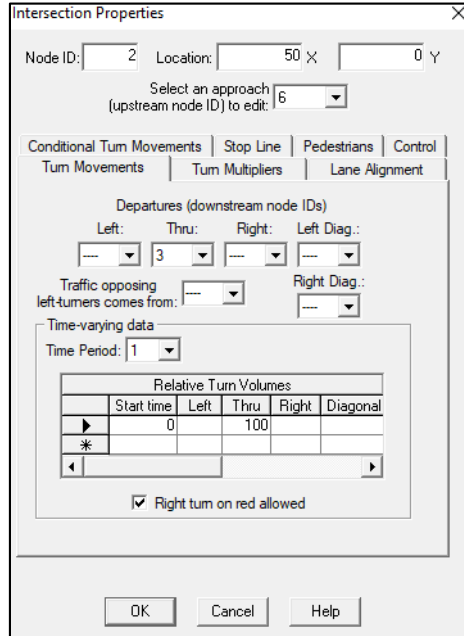 Intersection Properties
Node ID: 2 Location: 50 X 0 Y
Select an approach
(upstream node ID) to edit: 6
Conditional Turn Movements Stop Line Pedestrians Control
Turn Movements Turn Multipliers Lane Alignment
Departures (downstream node IDs)
Left: Thru: Right: Left Diag.:
---- 3 ---- ----
Traffic opposing
left-turners comes from: ---- Right Diag.:
----
Time-varying data
Time Period: 1
Relative Turn Volumes
Start time Left Thru Right Diagonal
0 100
Right turn on red allowed
OK Cancel Help